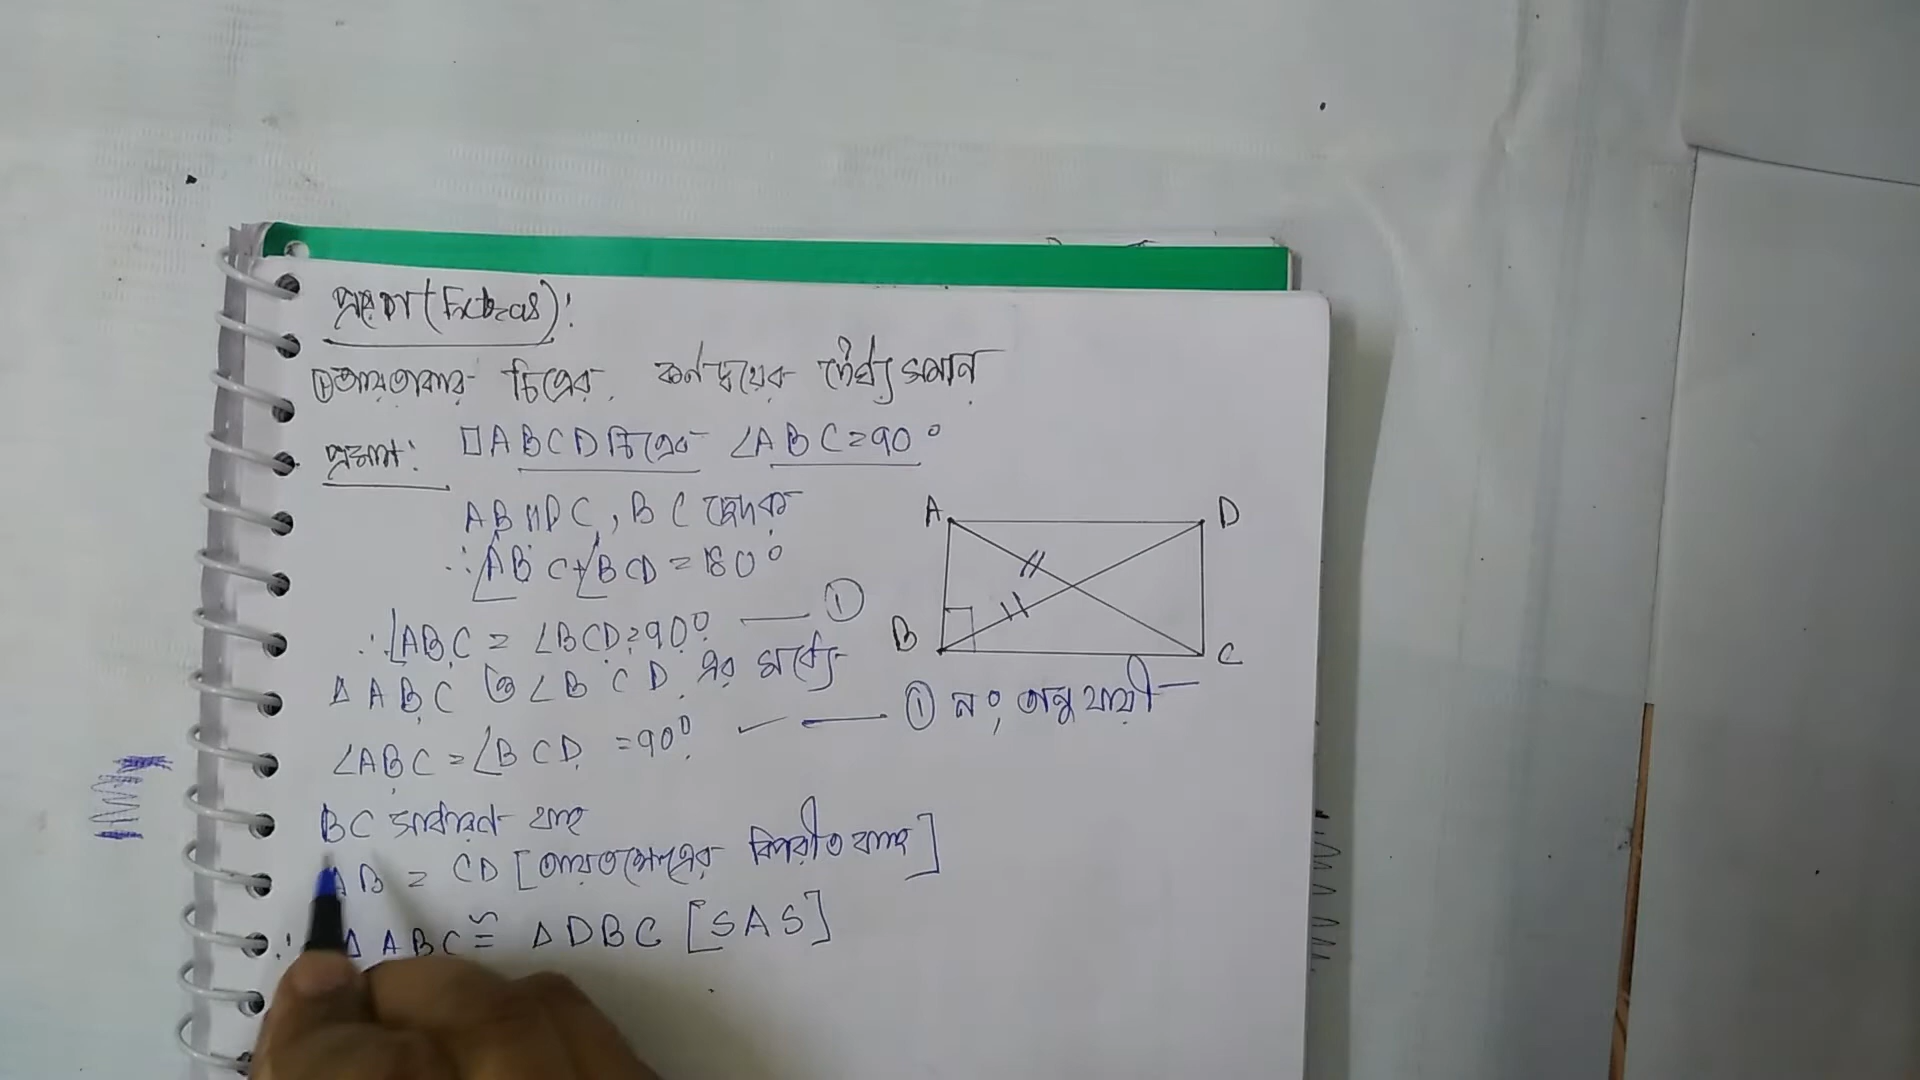 প্রমাণ (Extras):
① আয়তাকার চিত্রের কর্ণদ্বয়ের দৈর্ঘ্য সমান
প্রমাণ: □ABCD চিত্রের ∠ABC=90°
AB॥DC, BC ছেদক
∴∠ABC+∠BCD=180°
∴∠ABC = ∠BCD=90° — ①
△ABC ও ∠BCD এর মধ্যে
∠ABC=∠BCD =90° — ① নং অনুযায়ী
BC সাধারণ বাহু
AB = CD [আয়তক্ষেত্রের বিপরীত বাহু]
∴ △ABC ≅ △DBC [SAS]
A
D
B
C